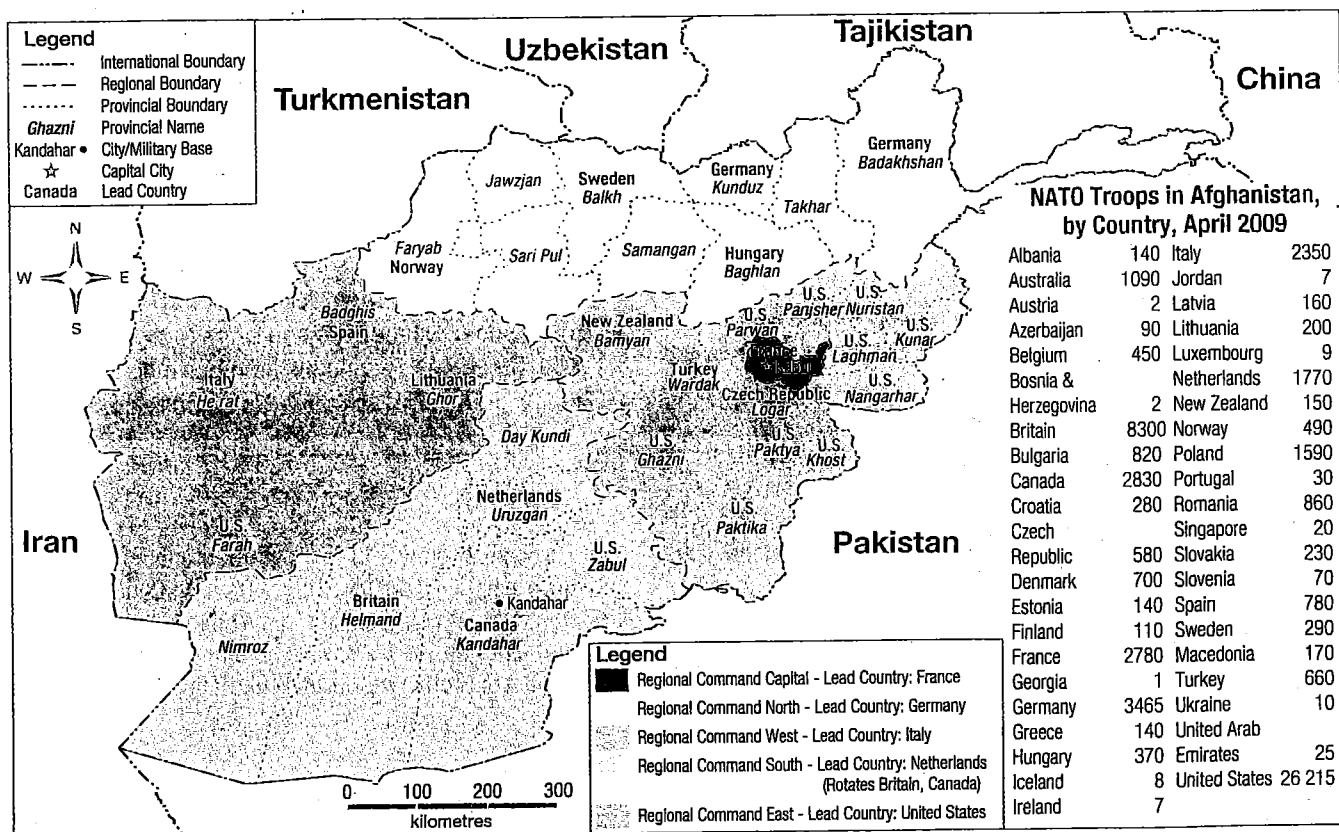 Legend
International Boundary
Regional Boundary
Provincial Boundary
Ghazni Provincial Name
Kandahar • City/Military Base
☆ Capital City
Canada Lead Country
N
W E
S
Turkmenistan
Uzbekistan
Tajikistan
China
Iran
Pakistan
Jawzjan
Sweden
Balkh
Germany
Kunduz
Germany
Badakhshan
Takhar
Faryab
Norway
Sari Pul
Samangan
Hungary
Baghlan
Badghis
Spain
New Zealand
Bamyan
U.S.
Parwan
U.S.
Panjsher
U.S.
Nuristan
U.S.
Kunar
U.S.
Laghman
U.S.
Nangarhar
France
Italy
Herat
Lithuania
Ghor
Turkey
Wardak
Czech Republic
Logar
Day Kundi
U.S.
Ghazni
U.S.
Paktya
U.S.
Khost
Netherlands
Uruzgan
U.S.
Paktika
U.S.
Farah
U.S.
Zabul
Britain
Helmand
• Kandahar
Canada
Kandahar
Nimroz
0 100 200 300
kilometres
Legend
Regional Command Capital - Lead Country: France
Regional Command North - Lead Country: Germany
Regional Command West - Lead Country: Italy
Regional Command South - Lead Country: Netherlands
(Rotates Britain, Canada)
Regional Command East - Lead Country: United States
NATO Troops in Afghanistan,
by Country, April 2009
Albania 140 Italy 2350
Australia 1090 Jordan 7
Austria 2 Latvia 160
Azerbaijan 90 Lithuania 200
Belgium 450 Luxembourg 9
Bosnia & Netherlands 1770
Herzegovina 2 New Zealand 150
Britain 8300 Norway 490
Bulgaria 820 Poland 1590
Canada 2830 Portugal 30
Croatia 280 Romania 860
Czech Singapore 20
Republic 580 Slovakia 230
Denmark 700 Slovenia 70
Estonia 140 Spain 780
Finland 110 Sweden 290
France 2780 Macedonia 170
Georgia 1 Turkey 660
Germany 3465 Ukraine 10
Greece 140 United Arab
Hungary 370 Emirates 25
Iceland 8 United States 26 215
Ireland 7